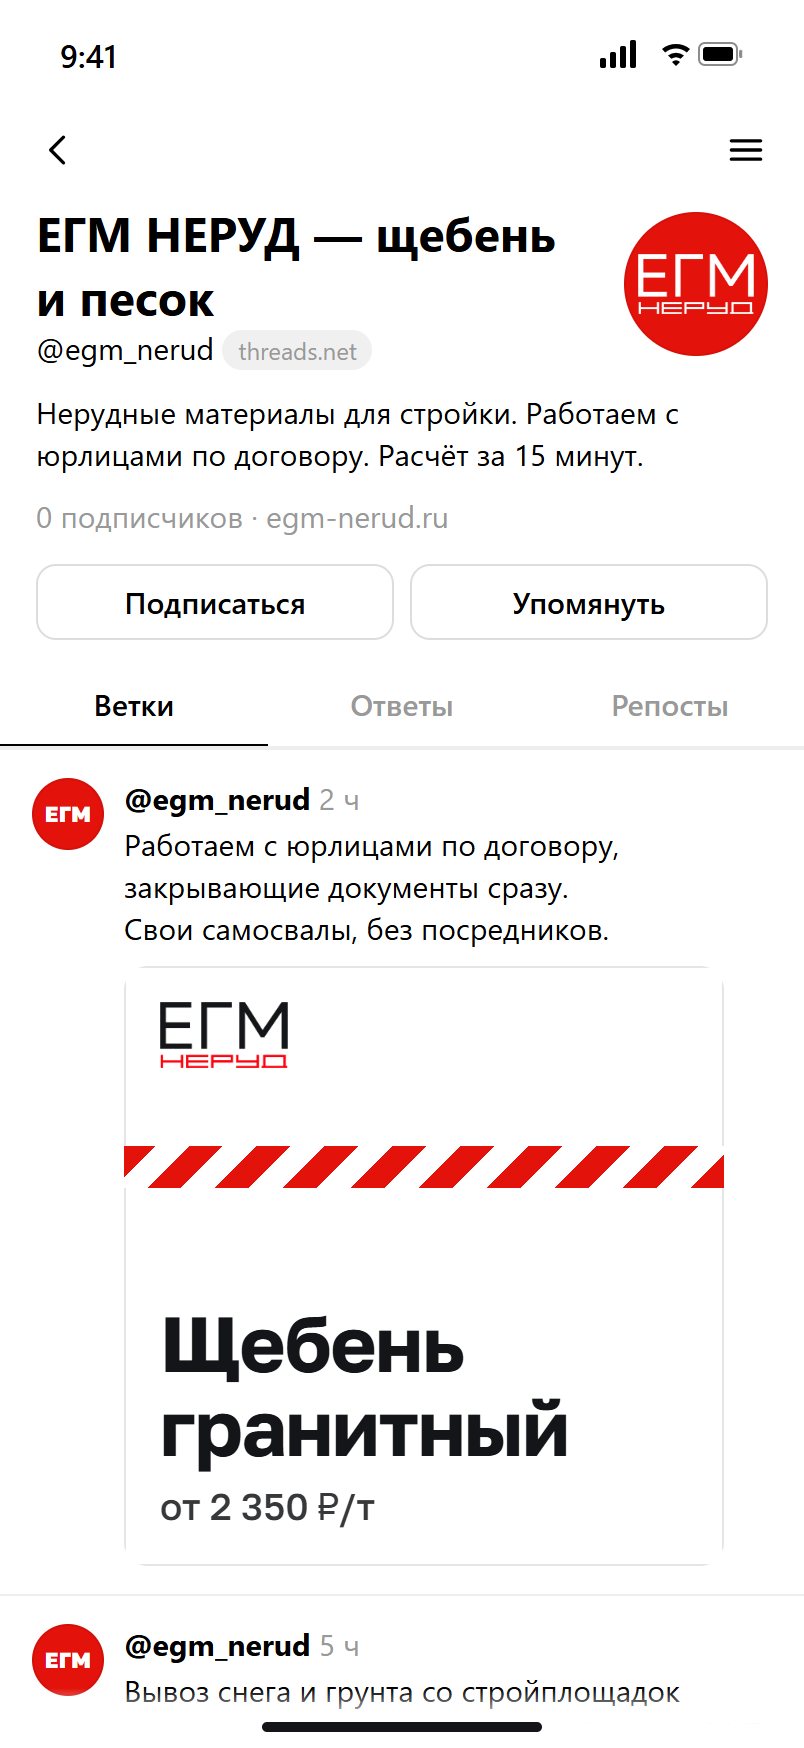 9:41
ЕГМ НЕРУД — щебень
и песок
ЕГМ
НЕРУД
@egm_nerud threads.net
Нерудные материалы для стройки. Работаем с
юрлицами по договору. Расчёт за 15 минут.
0 подписчиков · egm-nerud.ru
Подписаться
Упомянуть
Ветки
Ответы
Репосты
ЕГМ
@egm_nerud 2 ч
Работаем с юрлицами по договору,
закрывающие документы сразу.
Свои самосвалы, без посредников.
ЕГМ
НЕРУД
Щебень
гранитный
от 2 350 ₽/т
ЕГМ
@egm_nerud 5 ч
Вывоз снега и грунта со стройплощадок